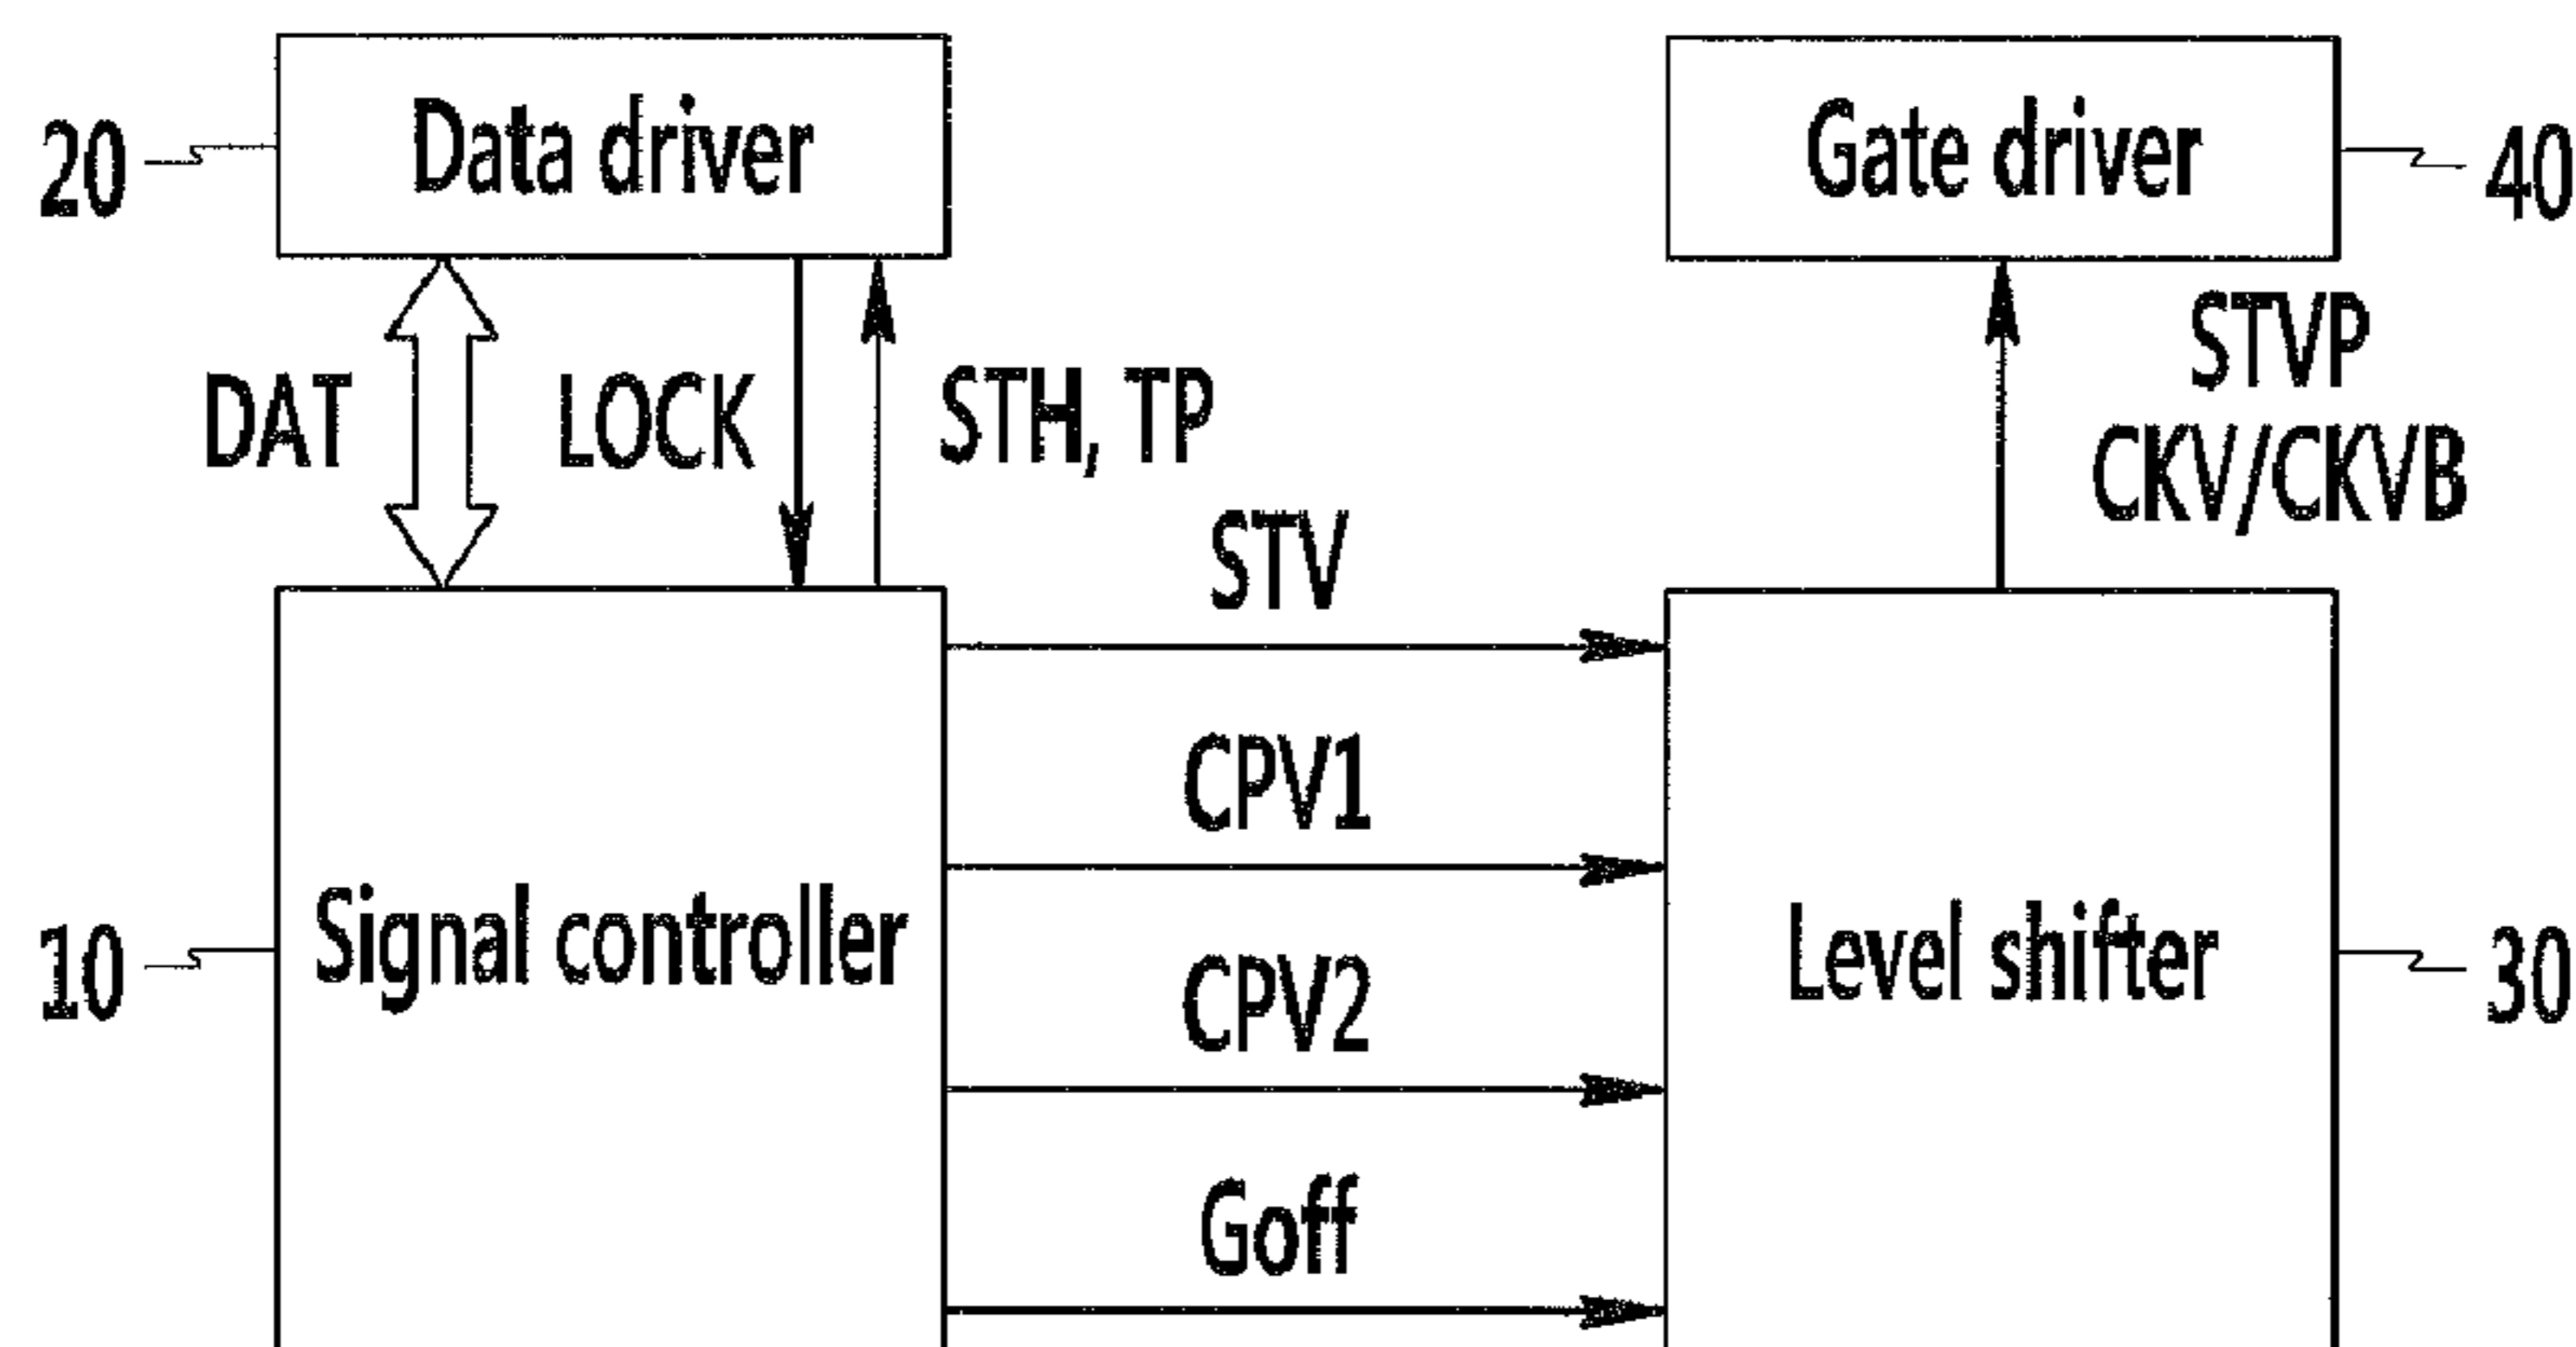 20
Data driver
Gate driver
40
DAT
LOCK
STH, TP
STVP
CKV/CKVB
STV
CPV1
10
Signal controller
CPV2
Level shifter
30
Goff